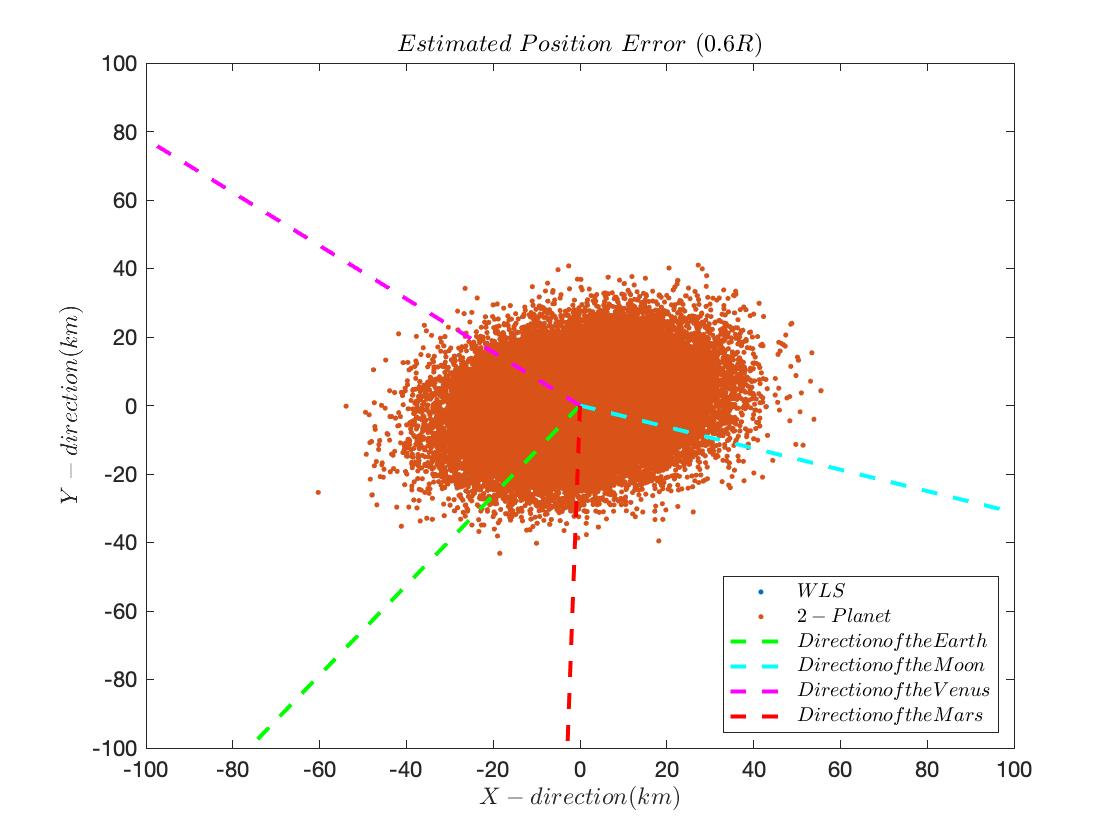 Estimated Position Error (0.6R)
100
80
60
40
20
0
-20
-40
-60
-80
-100
Y − direction(km)
WLS
2 − Planet
DirectionoftheEarth
DirectionoftheMoon
DirectionoftheVenus
DirectionoftheMars
-100 -80 -60 -40 -20 0 20 40 60 80 100
X − direction(km)